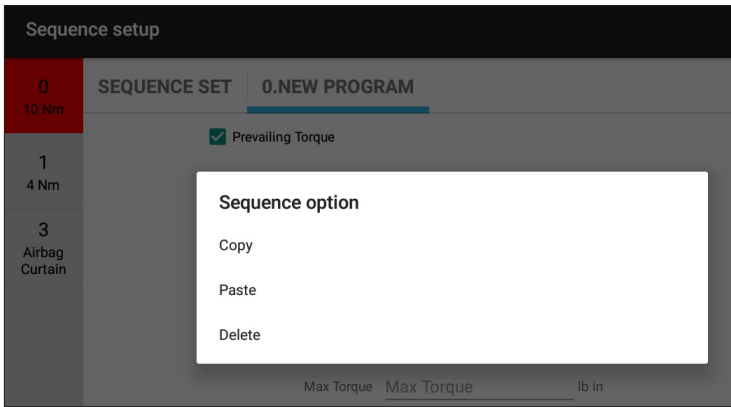 Sequence setup
0
10 Nm
1
4 Nm
3
Airbag
Curtain
SEQUENCE SET
0.NEW PROGRAM
Prevailing Torque
Sequence option
Copy
Paste
Delete
Max Torque Max Torque lb in